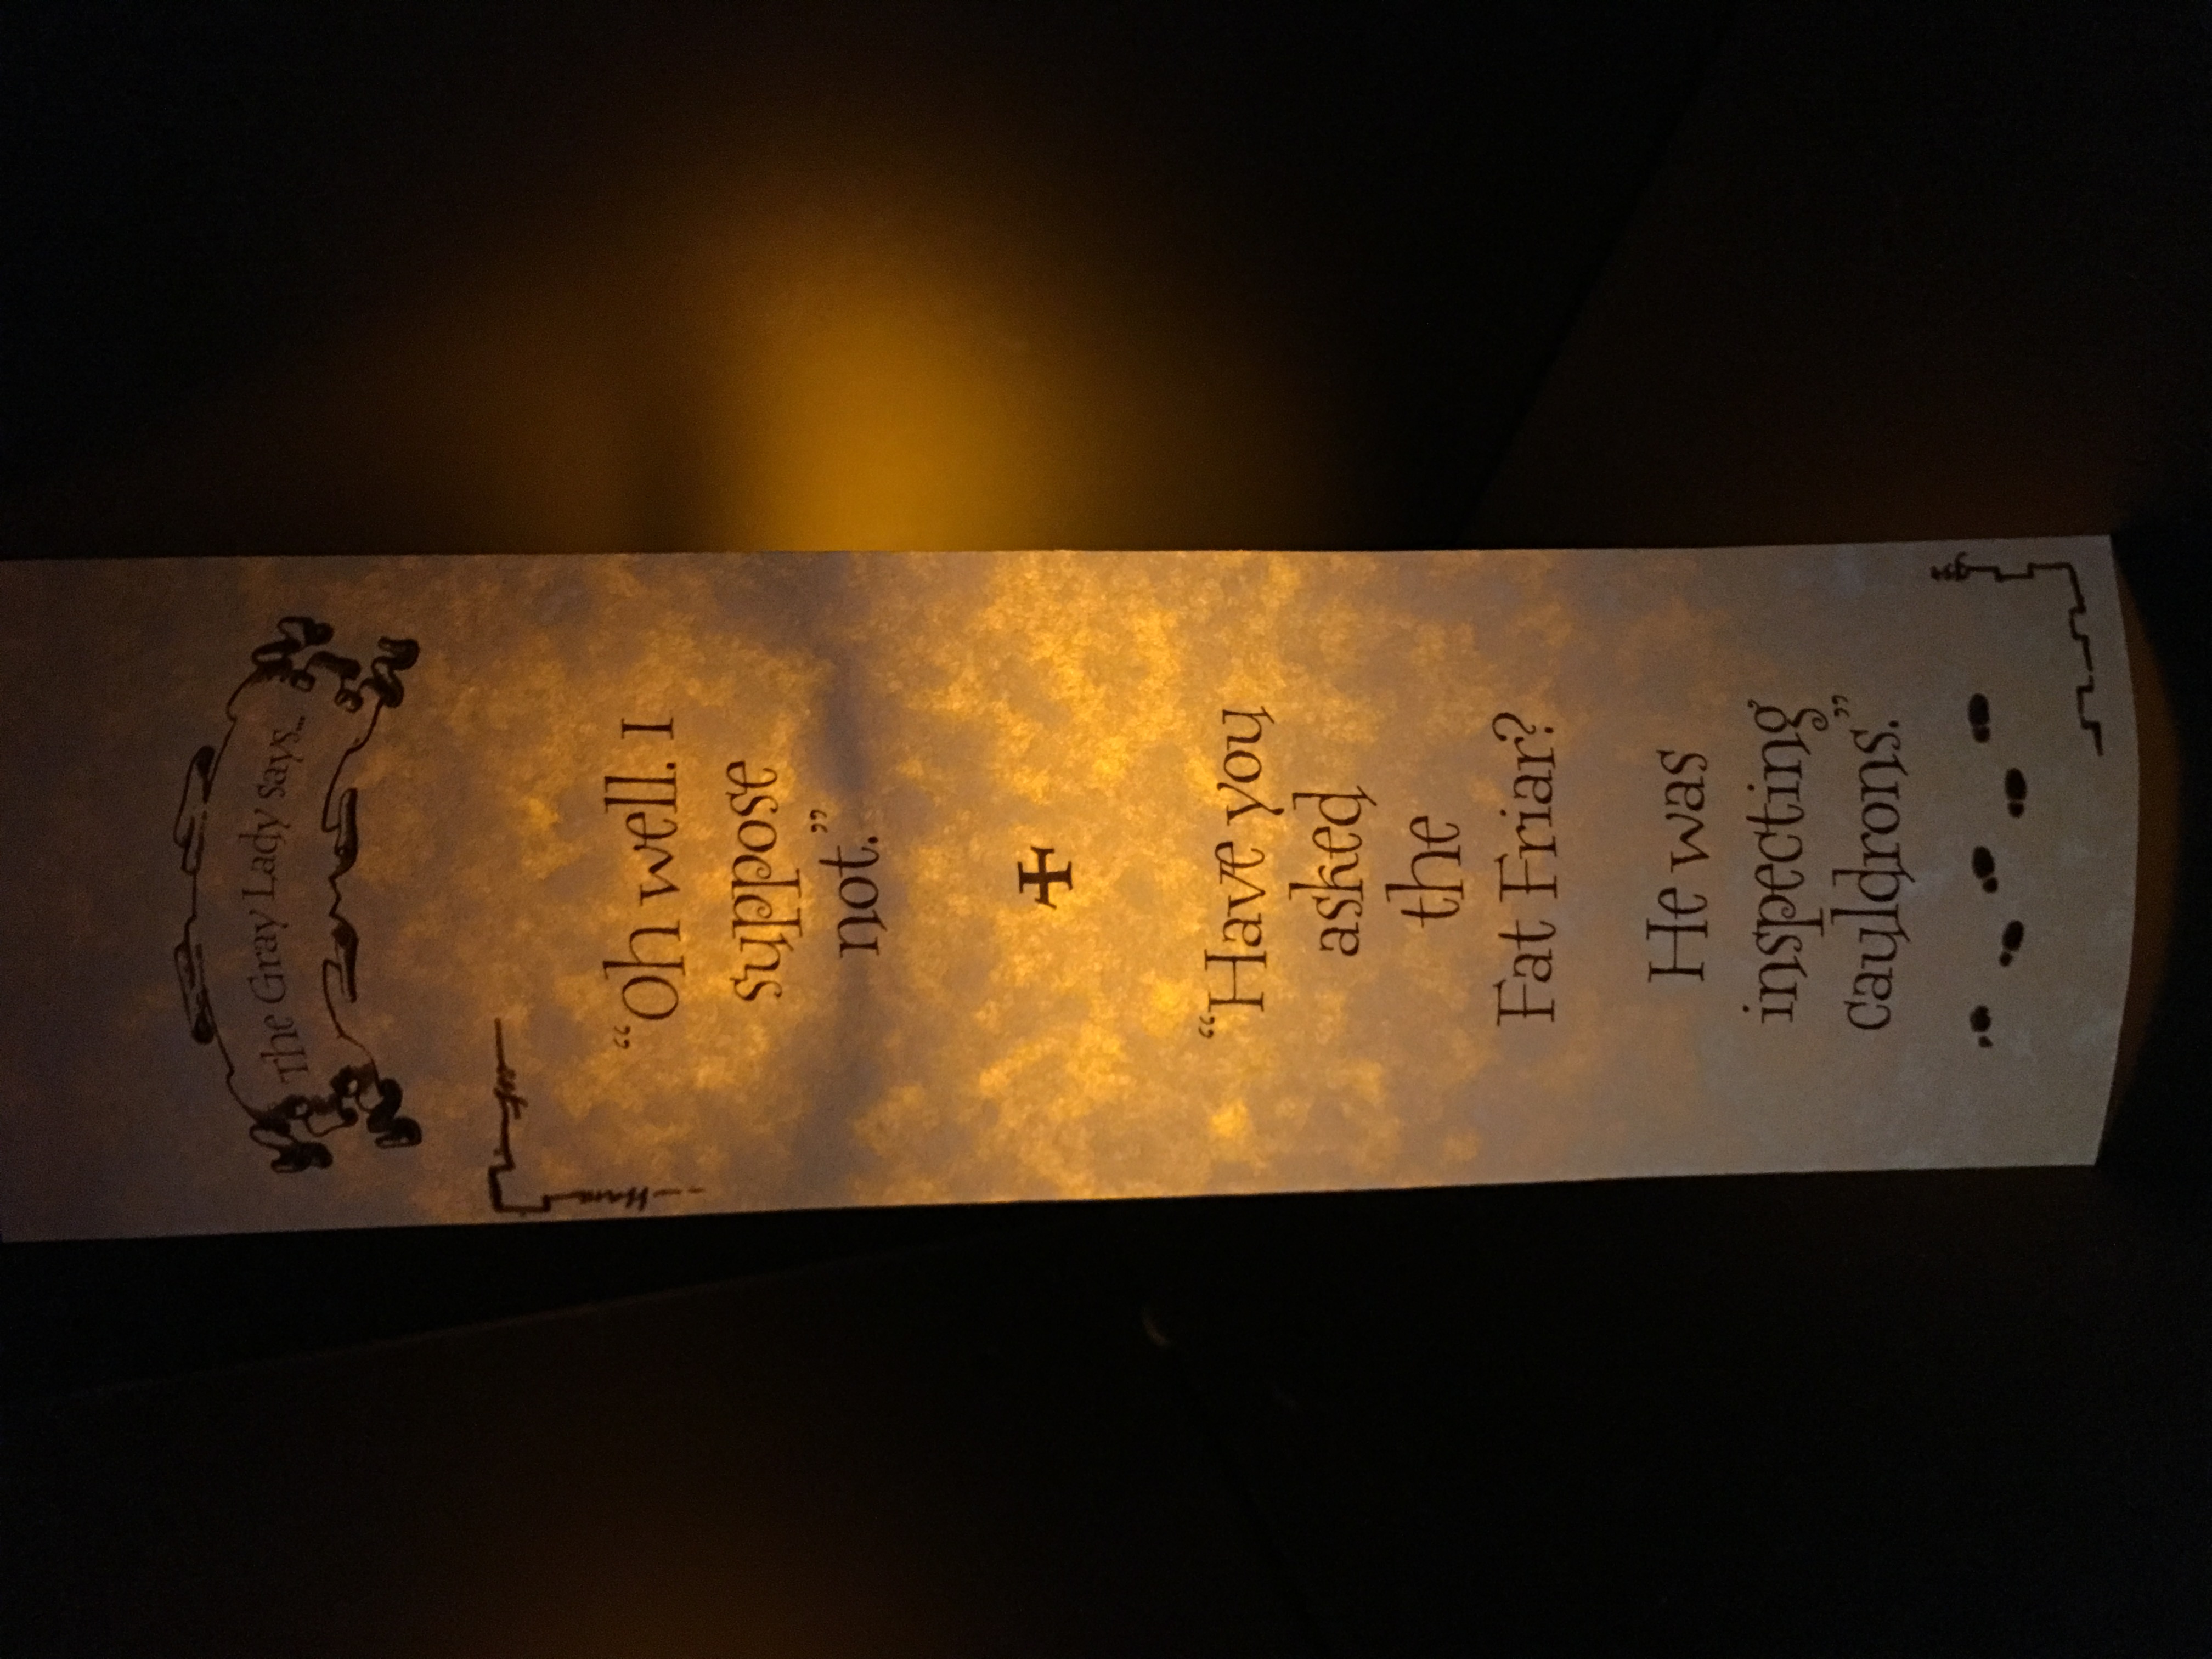 The Gray Lady says...
“Oh well. I
suppose
not.”
“Have you
asked
the
Fat Friar?
He was
inspecting
cauldrons.”